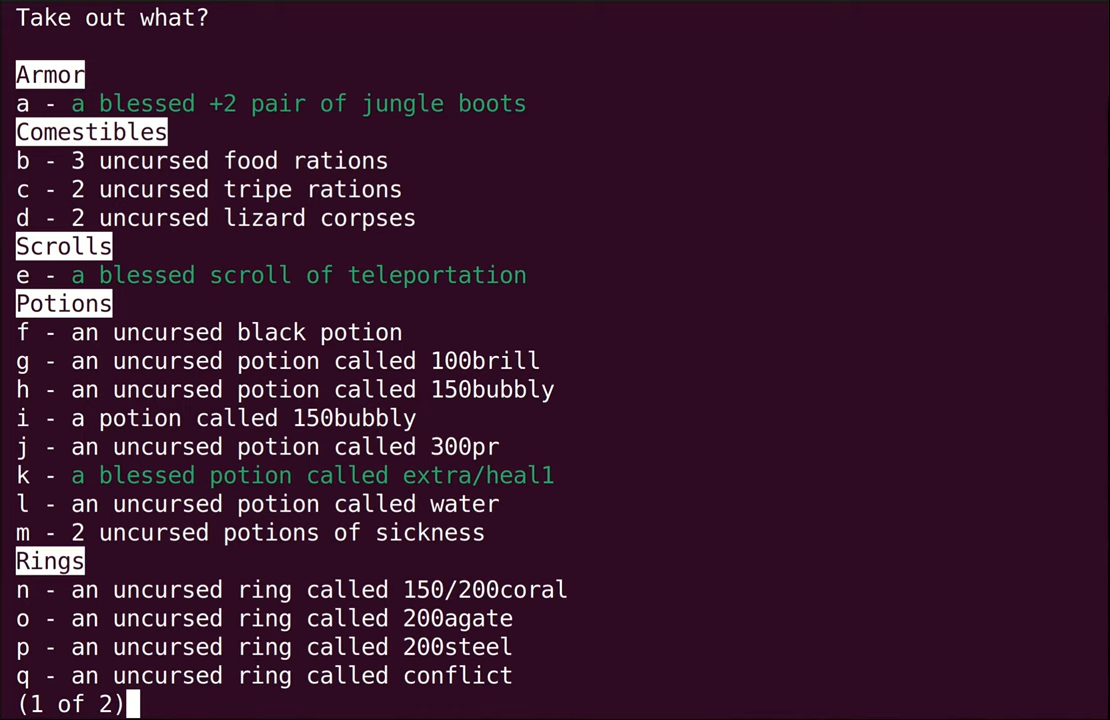 Take out what?
Armor
a - a blessed +2 pair of jungle boots
Comestibles
b - 3 uncursed food rations
c - 2 uncursed tripe rations
d - 2 uncursed lizard corpses
Scrolls
e - a blessed scroll of teleportation
Potions
f - an uncursed black potion
g - an uncursed potion called 100brill
h - an uncursed potion called 150bubbly
i - a potion called 150bubbly
j - an uncursed potion called 300pr
k - a blessed potion called extra/heal1
l - an uncursed potion called water
m - 2 uncursed potions of sickness
Rings
n - an uncursed ring called 150/200coral
o - an uncursed ring called 200agate
p - an uncursed ring called 200steel
q - an uncursed ring called conflict
(1 of 2)